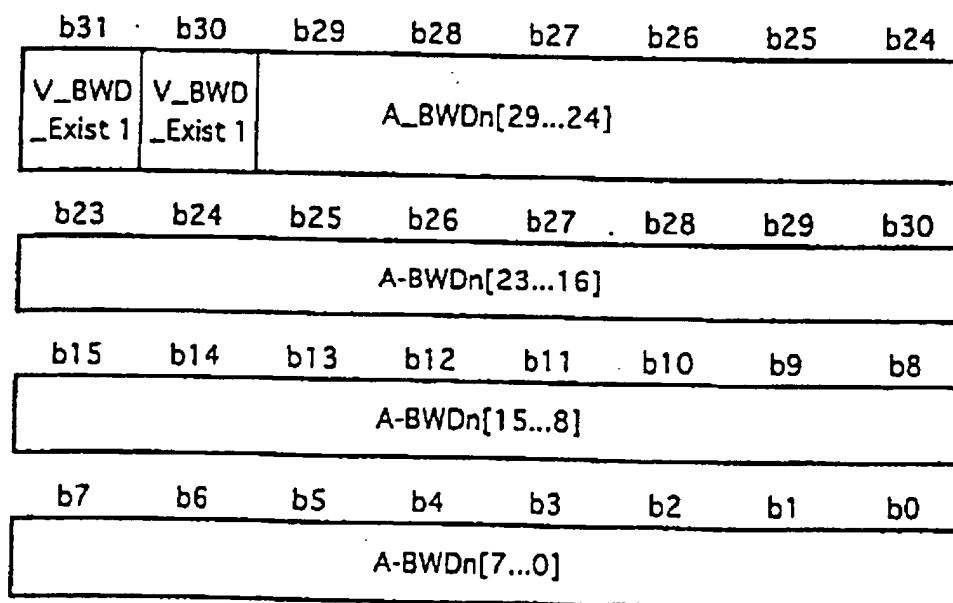 b31 b30 b29 b28 b27 b26 b25 b24
V_BWD V_BWD
_Exist 1 _Exist 1
A_BWDn[29...24]
b23 b24 b25 b26 b27 b28 b29 b30
A-BWDn[23...16]
b15 b14 b13 b12 b11 b10 b9 b8
A-BWDn[15...8]
b7 b6 b5 b4 b3 b2 b1 b0
A-BWDn[7...0]